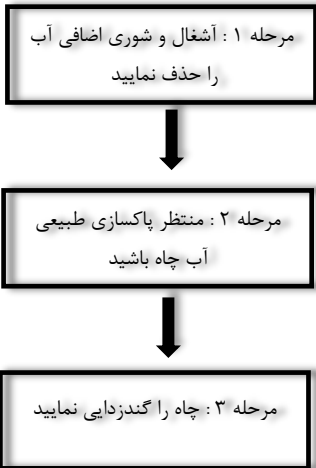 مرحله ۱ : آشغال و شوری اضافی آب
را حذف نمایید
مرحله ۲ : منتظر پاکسازی طبیعی
آب چاه باشید
مرحله ۳ : چاه را گندزدایی نمایید